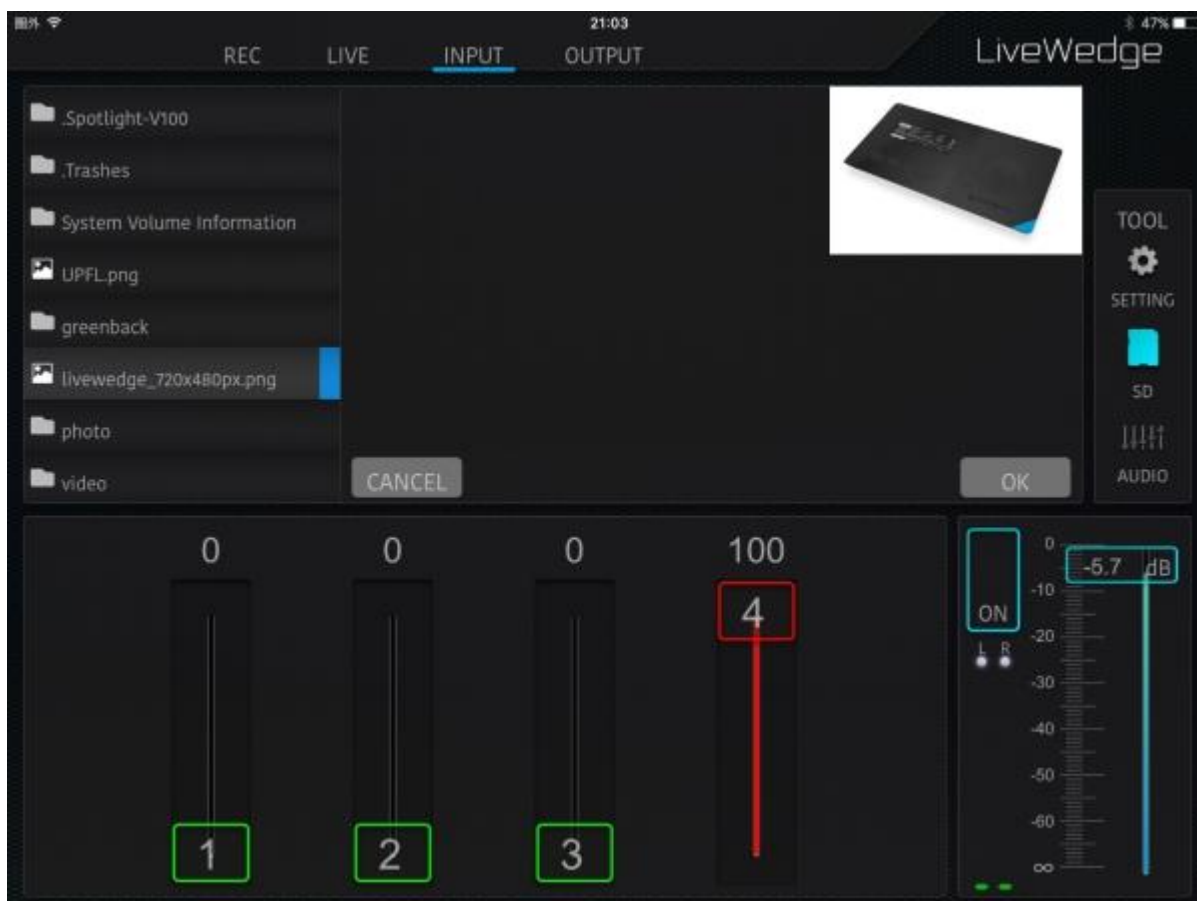 圏外 21:03 47%
REC LIVE INPUT OUTPUT LiveWedge
.Spotlight-V100
.Trashes
System Volume Information
UPFL.png
greenback
livewedge_720x480px.png
photo
video
CANCEL OK
TOOL
SETTING
SD
AUDIO
0 0 0 100
1 2 3 4
ON
L R
-5.7 dB
0
-10
-20
-30
-40
-50
-60
∞